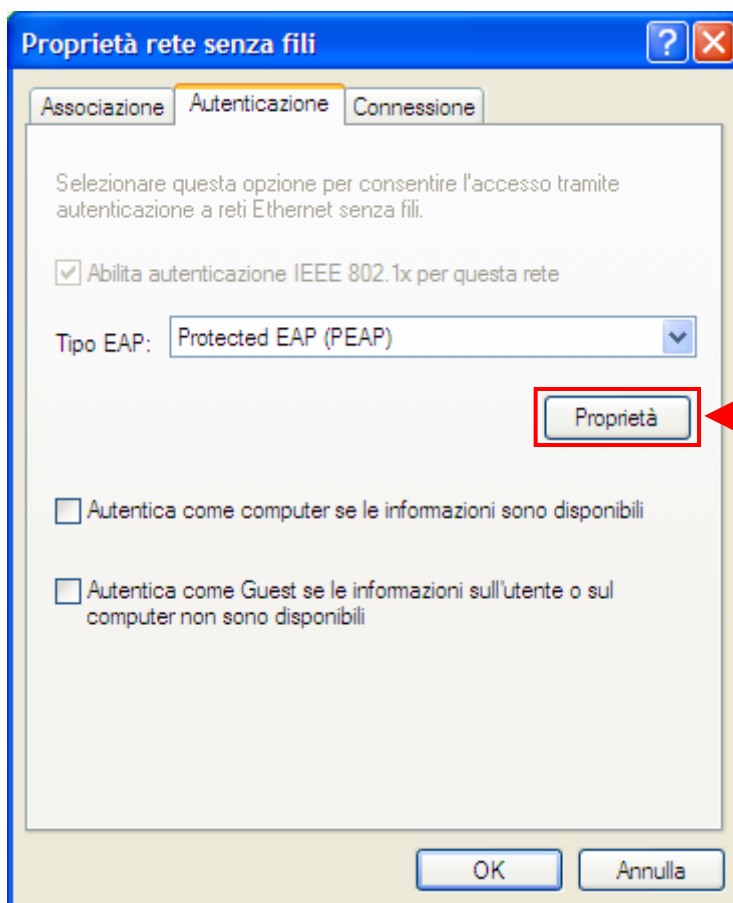 Proprietà rete senza fili
Associazione Autenticazione Connessione
Selezionare questa opzione per consentire l'accesso tramite
autenticazione a reti Ethernet senza fili.
Abilita autenticazione IEEE 802.1x per questa rete
Tipo EAP: Protected EAP (PEAP)
Proprietà
Autentica come computer se le informazioni sono disponibili
Autentica come Guest se le informazioni sull'utente o sul
computer non sono disponibili
OK Annulla